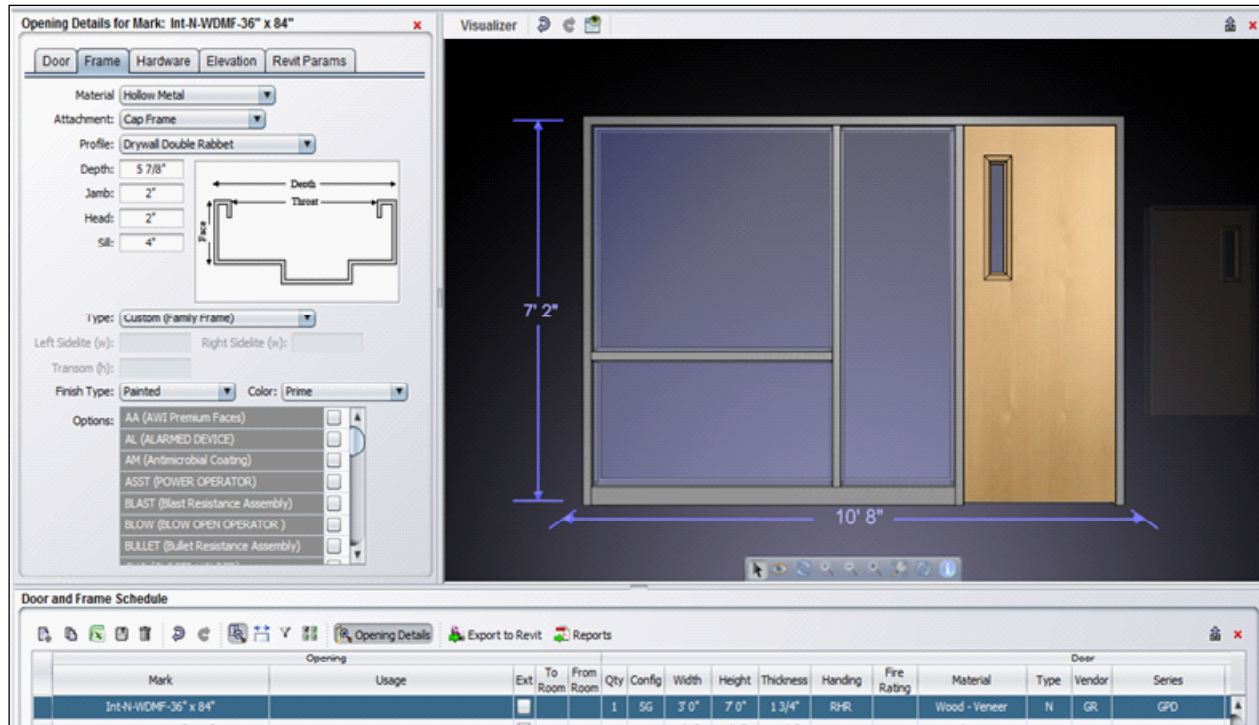 Opening Details for Mark: Int-N-WDMF-36" x 84"
Visualizer
Door Frame Hardware Elevation Revit Params
Material Hollow Metal
Attachment: Cap Frame
Profile: Drywall Double Rabbet
Depth: 5 7/8"
Jamb: 2"
Head: 2"
Sill: 4"
Depth
Throat
Face
Type: Custom (Family Frame)
Left Sidelite (w): Right Sidelite (w):
Transom (h):
Finish Type: Painted Color: Prime
Options: AA (AWI Premium Faces)
AL (ALARMED DEVICE)
AM (Antimicrobial Coating)
ASST (POWER OPERATOR)
BLAST (Blast Resistance Assembly)
BLOW (BLOW OPEN OPERATOR )
BULLET (Bullet Resistance Assembly)
7' 2"
10' 8"
Door and Frame Schedule
Opening Details Export to Revit Reports
Opening Door
Mark Usage Ext To Room From Room Qty Config Width Height Thickness Handing Fire Rating Material Type Vendor Series
Int-N-WDMF-36" x 84" 1 SG 3' 0" 7' 0" 1 3/4" RHR Wood - Veneer N GR GPD